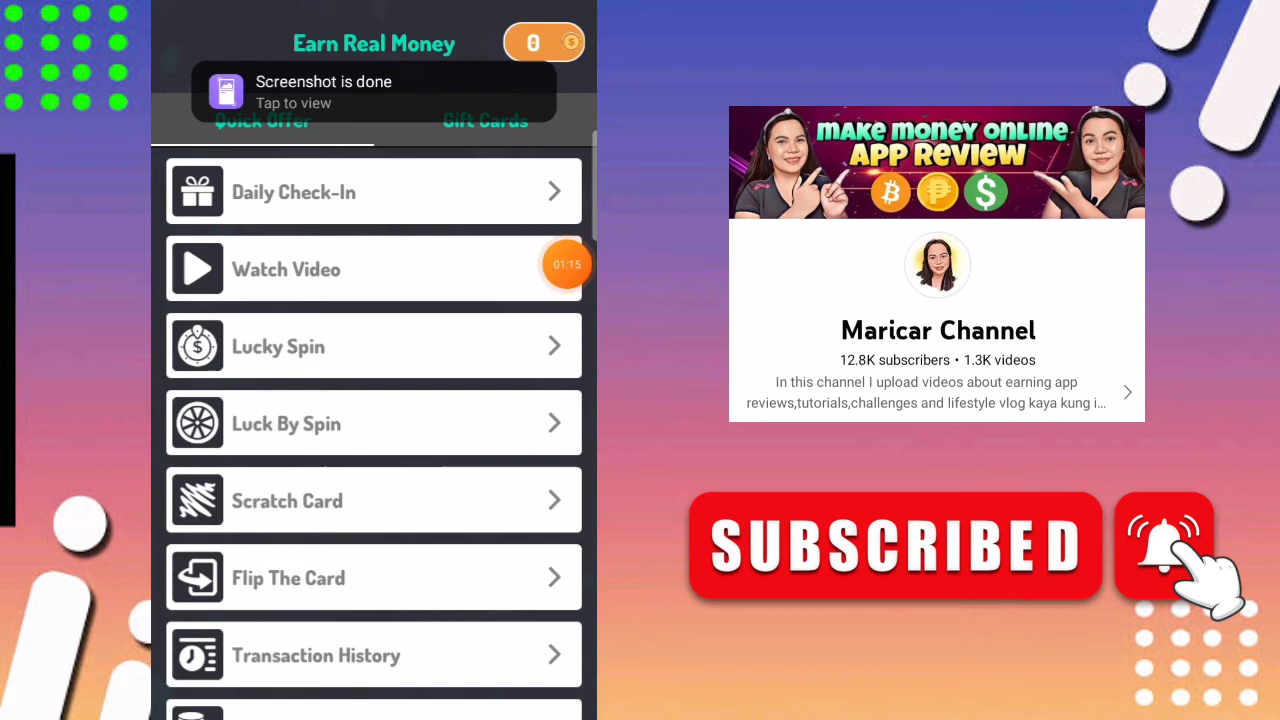 Earn Real Money
0
Screenshot is done
Tap to view
Quick Offer
Gift Cards
Daily Check-In
Watch Video
01:15
Lucky Spin
Luck By Spin
Scratch Card
Flip The Card
Transaction History
MAKE MONEY ONLINE
APP REVIEW
Maricar Channel
12.8K subscribers • 1.3K videos
In this channel I upload videos about earning app
reviews,tutorials,challenges and lifestyle vlog kaya kung i...
SUBSCRIBED